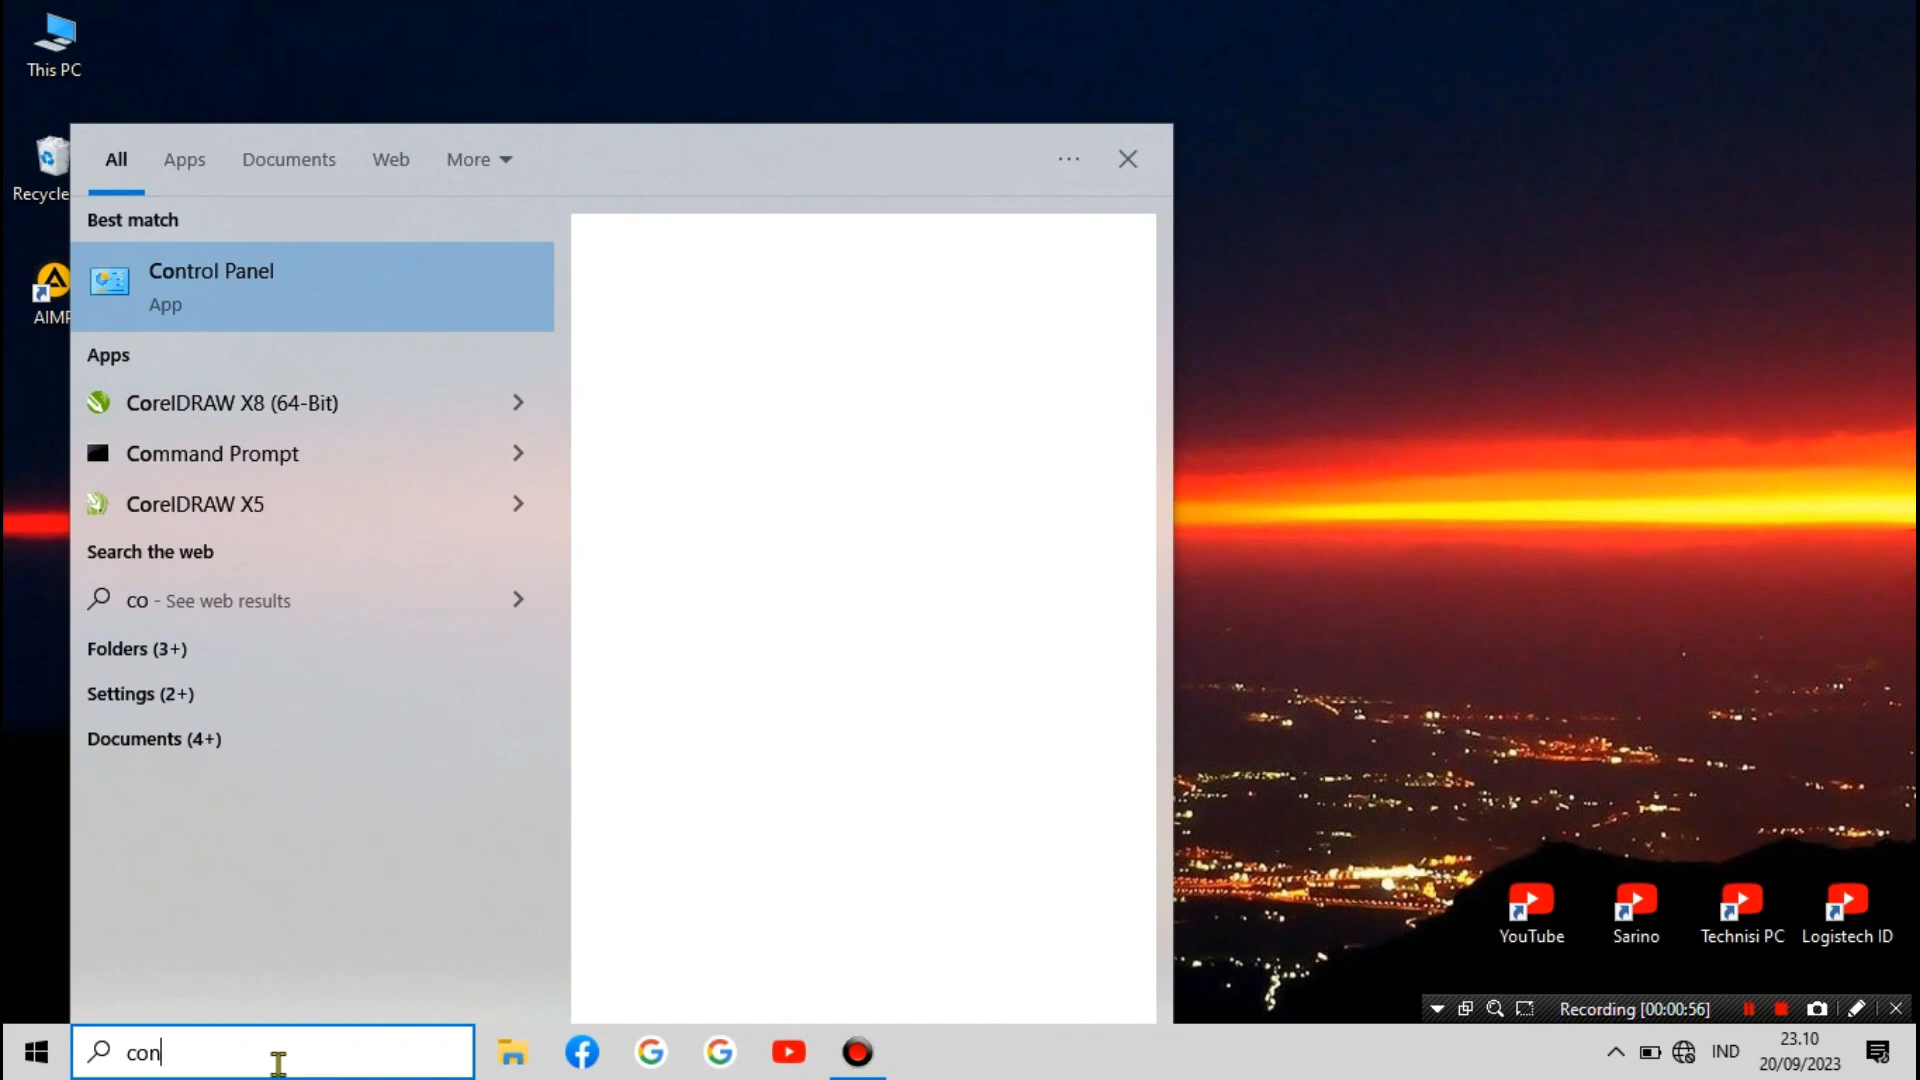 This PC
Recycle
AIMP
All Apps Documents Web More
Best match
Control Panel
App
Apps
CorelDRAW X8 (64-Bit)
Command Prompt
CorelDRAW X5
Search the web
co - See web results
Folders (3+)
Settings (2+)
Documents (4+)
YouTube Sarino Technisi PC Logistech ID
Recording [00:00:56]
con
IND
23.10
20/09/2023